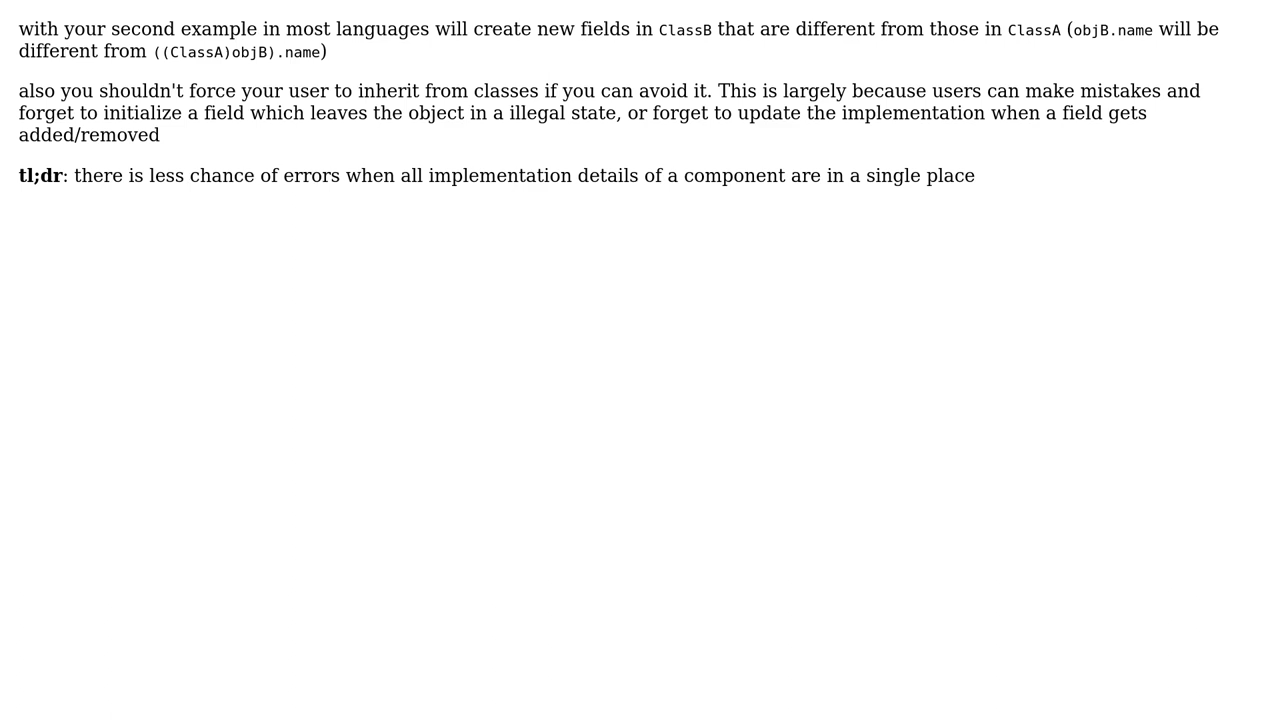 with your second example in most languages will create new fields in ClassB that are different from those in ClassA (objB.name will be
different from ((ClassA)objB).name)
also you shouldn't force your user to inherit from classes if you can avoid it. This is largely because users can make mistakes and
forget to initialize a field which leaves the object in a illegal state, or forget to update the implementation when a field gets
added/removed
tl;dr: there is less chance of errors when all implementation details of a component are in a single place